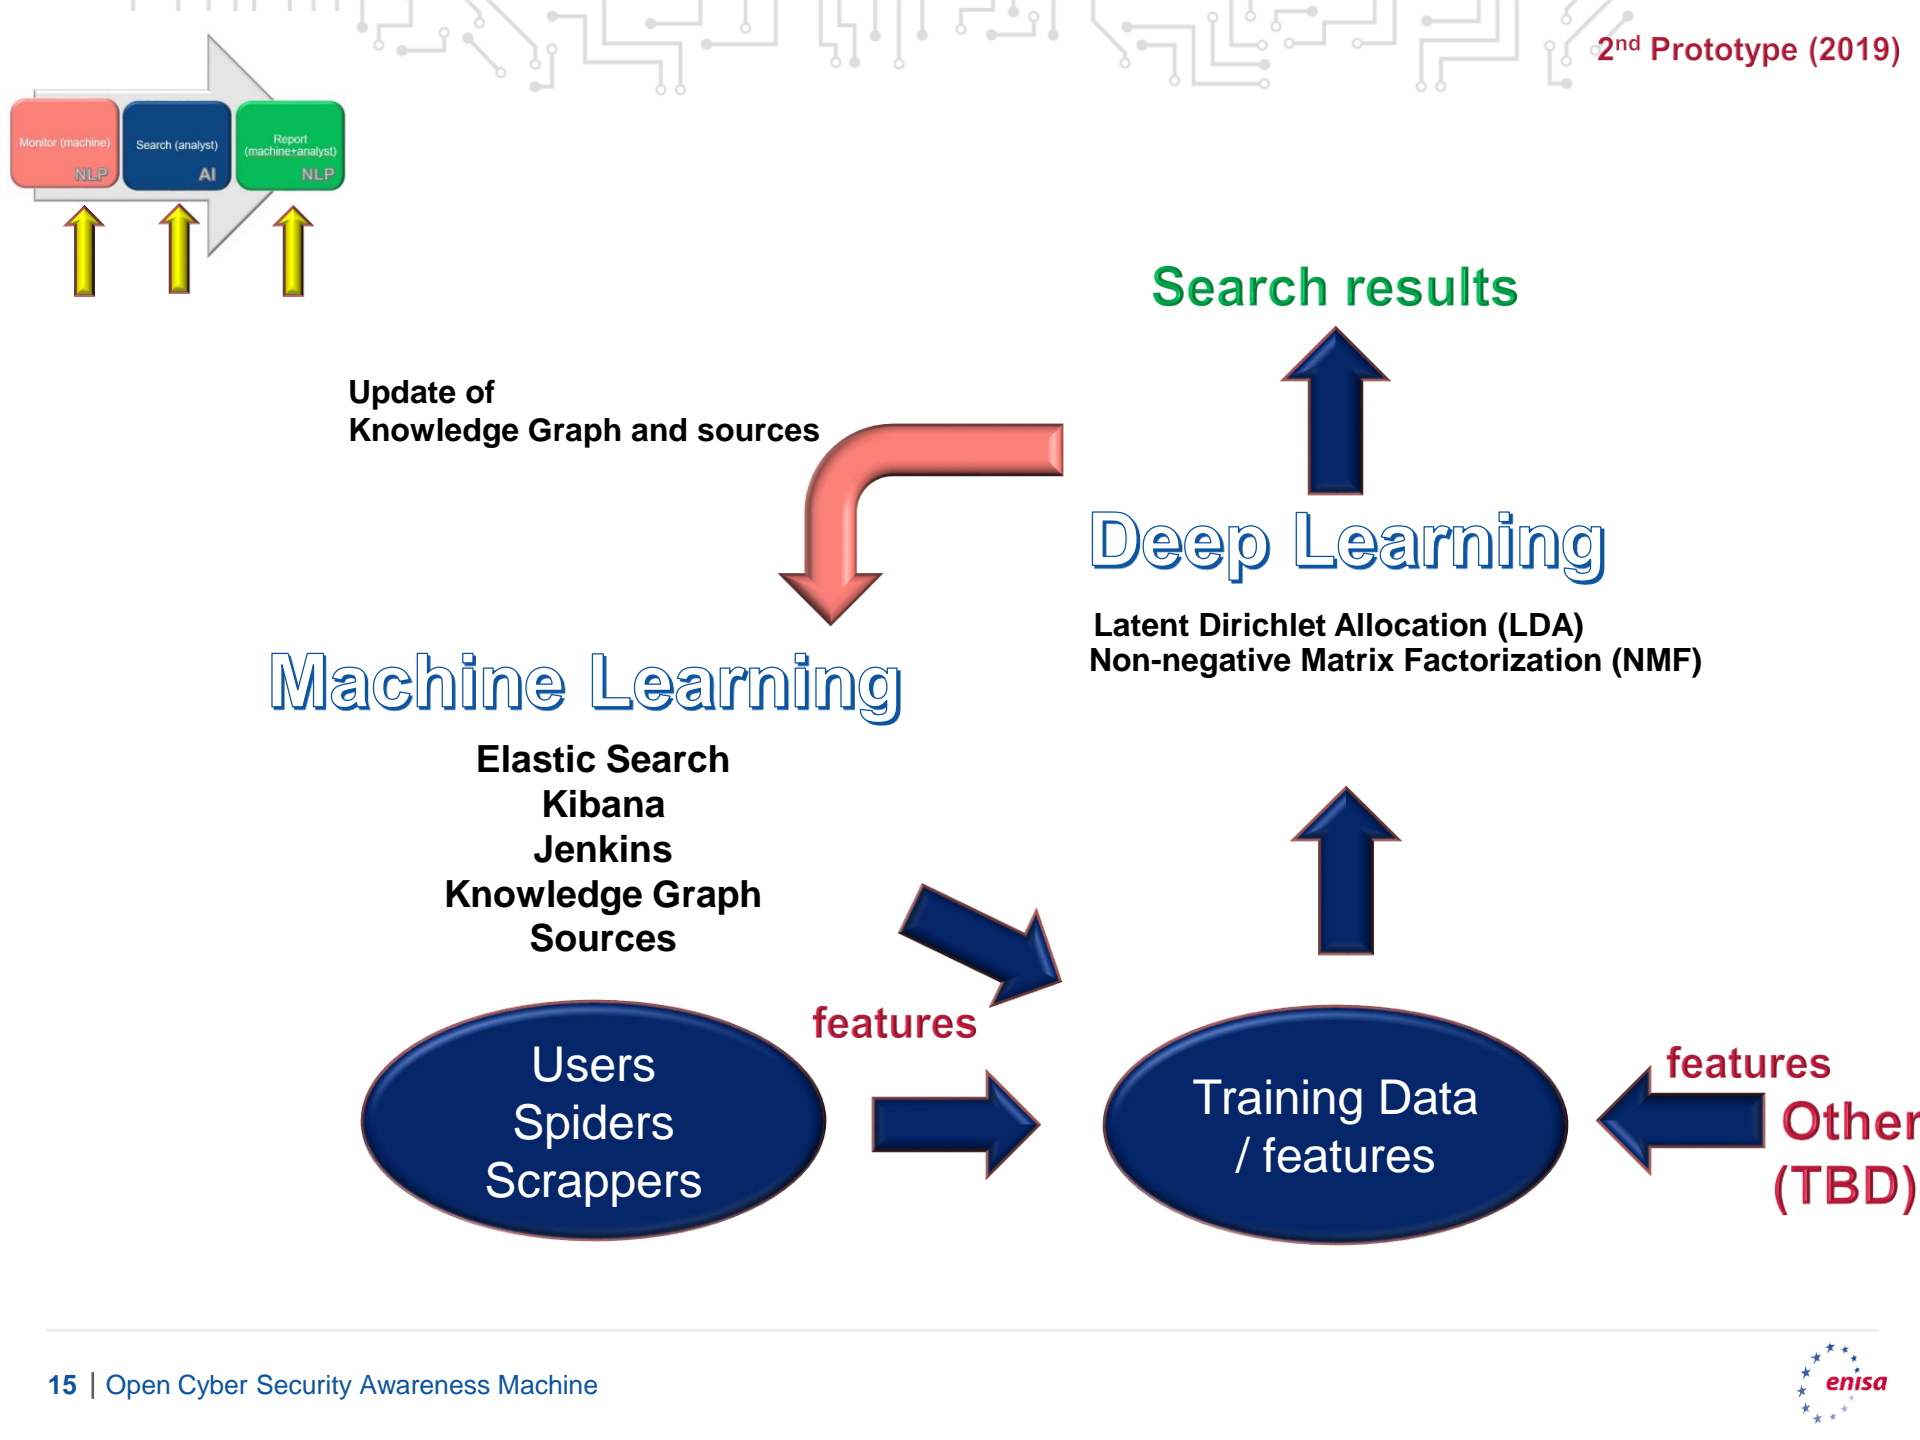 2nd Prototype (2019)
Monitor (machine)
NLP
Search (analyst)
AI
Report
(machine+analyst)
NLP
Search results
Update of
Knowledge Graph and sources
Deep Learning
Latent Dirichlet Allocation (LDA)
Non-negative Matrix Factorization (NMF)
Machine Learning
Elastic Search
Kibana
Jenkins
Knowledge Graph
Sources
features
Users
Spiders
Scrappers
Training Data
/ features
features
Other
(TBD)
15 | Open Cyber Security Awareness Machine
enisa